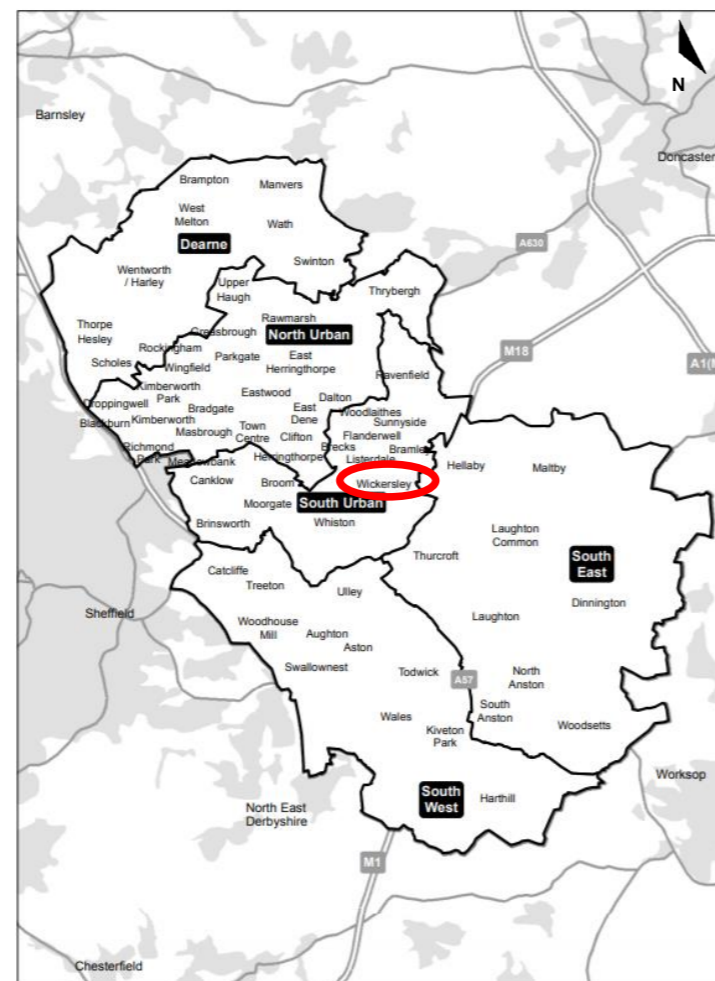 N
Barnsley
Doncaster
Brampton
Manvers
West
Melton
Wath
Dearne
A630
Swinton
Wentworth
/ Harley
Upper
Haugh
Thrybergh
Thorpe
Hesley
Greasbrough
Rawmarsh
North Urban
Rockingham
Parkgate
East
Herringthorpe
M18
A1(M
Scholes
Wingfield
Ravenfield
Kimberworth
Park
Eastwood
Dalton
Droppingwell
Bradgate
East
Dene
Woodlaithes
Sunnyside
Blackburn
Kimberworth
Masbrough
Town
Centre
Clifton
Flanderwell
Richmond
Park
Brecks
Bramley
Meadowbank
Herringthorpe
Listerdale
Hellaby
Maltby
Canklow
Broom
Wickersley
Moorgate
South Urban
Brinsworth
Whiston
Laughton
Common
Thurcroft
South
East
Catcliffe
Treeton
Ulley
Dinnington
Sheffield
Woodhouse
Mill
Aughton
Laughton
Aston
Swallownest
Todwick
A57
North
Anston
South
Anston
Wales
Kiveton
Park
Woodsetts
Worksop
South
West
Harthill
North East
Derbyshire
M1
Chesterfield